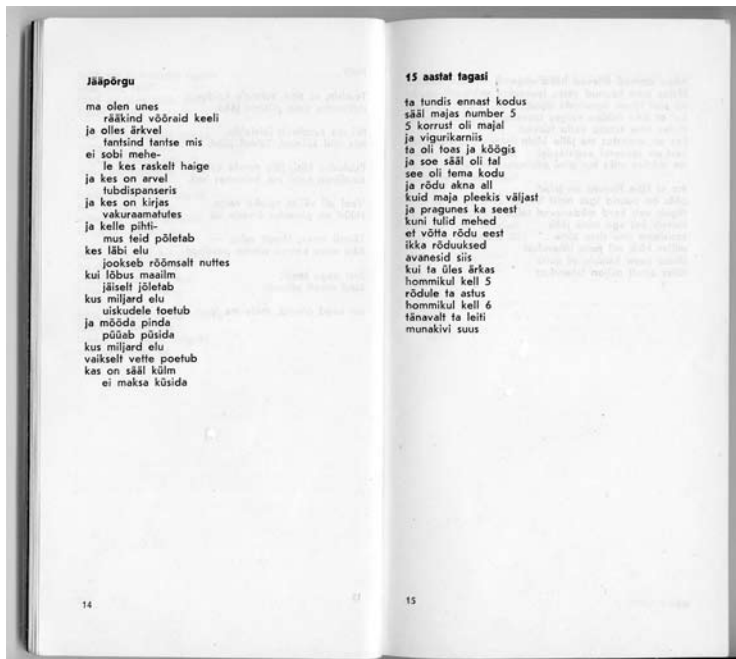 Jääpõrgu
ma olen unes
rääkind võõraid keeli
ja olles ärkvel
tantsind tantse mis
ei sobi mehe-
le kes raskelt haige
ja kes on arvel
tubdispanseris
ja kes on kirjas
vakuraamatutes
ja kelle pihti-
mus teid põletab
kes läbi elu
jookseb rõõmsalt nuttes
kui lõbus maailm
jäiselt jõletab
kus miljard elu
uiskudele toetub
ja mööda pinda
püüab püsida
kus miljard elu
vaikselt vette poetub
kas on sääl külm
ei maksa küsida
14
15 aastat tagasi
ta tundis ennast kodus
sääl majas number 5
5 korrust oli majal
ja vigurikarniis
ta oli toas ja köögis
ja soe sääl oli tal
see oli tema kodu
ja rõdu akna all
kuid maja pleekis väljast
ja pragunes ka seest
kuni tulid mehed
et võtta rõdu eest
ikka rõduuksed
avanesid siis
kui ta üles ärkas
hommikul kell 5
rõdule ta astus
hommikul kell 6
tänavalt ta leiti
munakivi suus
15